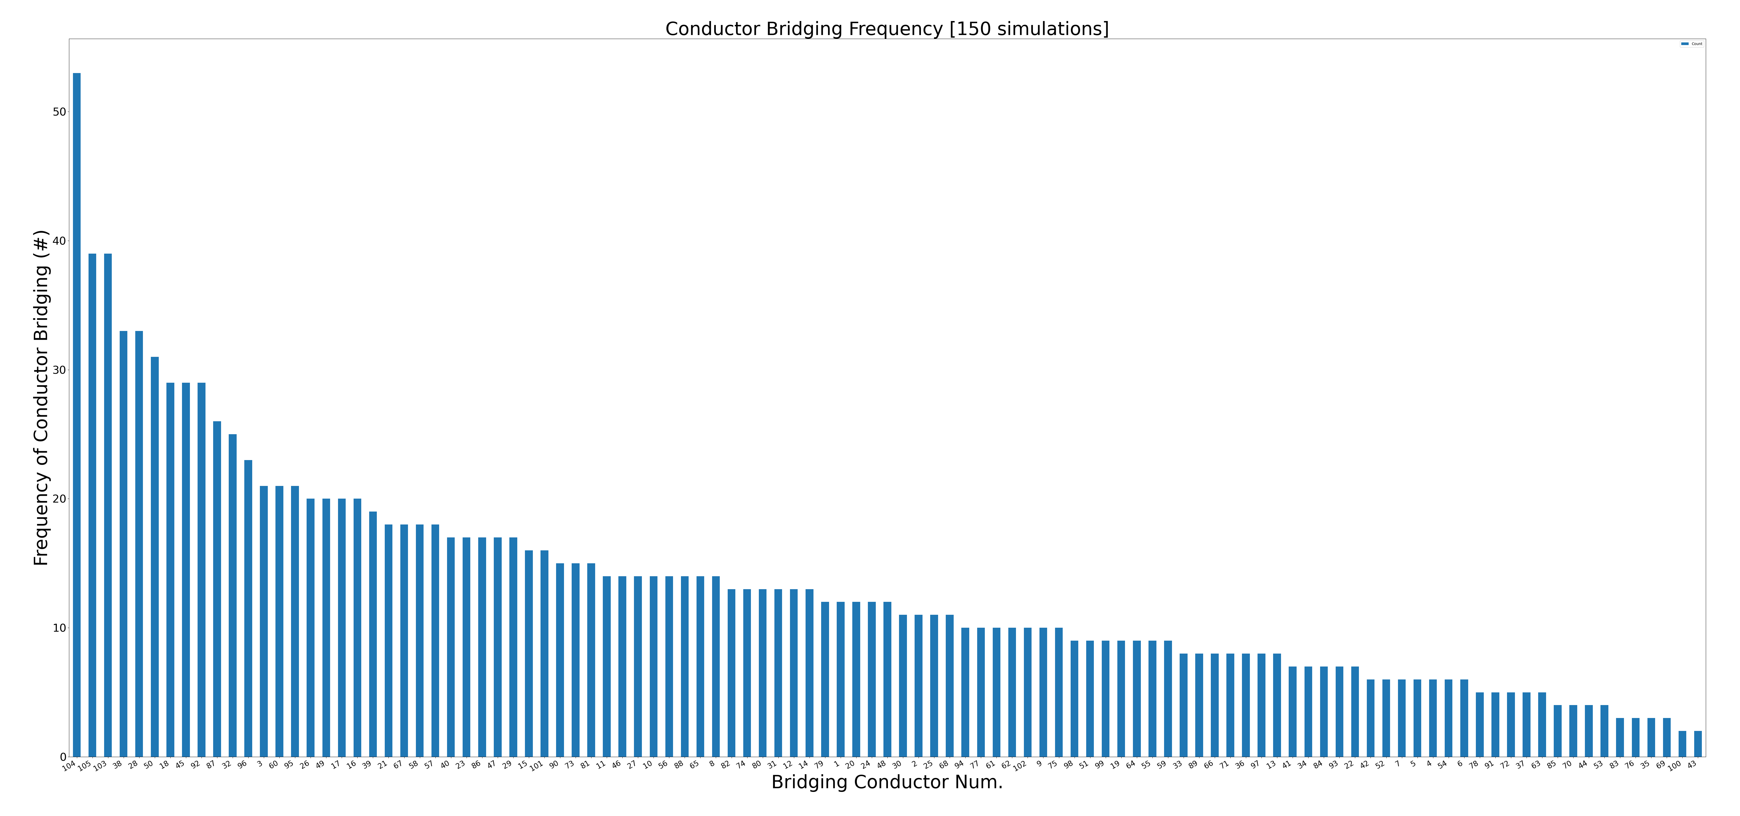 Conductor Bridging Frequency [150 simulations]
Count
Frequency of Conductor Bridging (#)
50
40
30
20
10
0
104 105 103 38 28 50 18 45 92 87 32 96 3 60 95 26 49 17 16 39 21 67 58 57 40 23 86 47 29 15 101 90 73 81 11 46 27 10 56 88 65 8 82 74 80 31 12 14 79 1 20 24 48 30 2 25 68 94 77 61 62 102 9 75 98 51 99 19 64 55 59 33 89 66 71 36 97 13 41 34 84 93 22 42 52 7 5 4 54 6 78 91 72 37 63 85 70 44 53 83 76 35 69 100 43
Bridging Conductor Num.